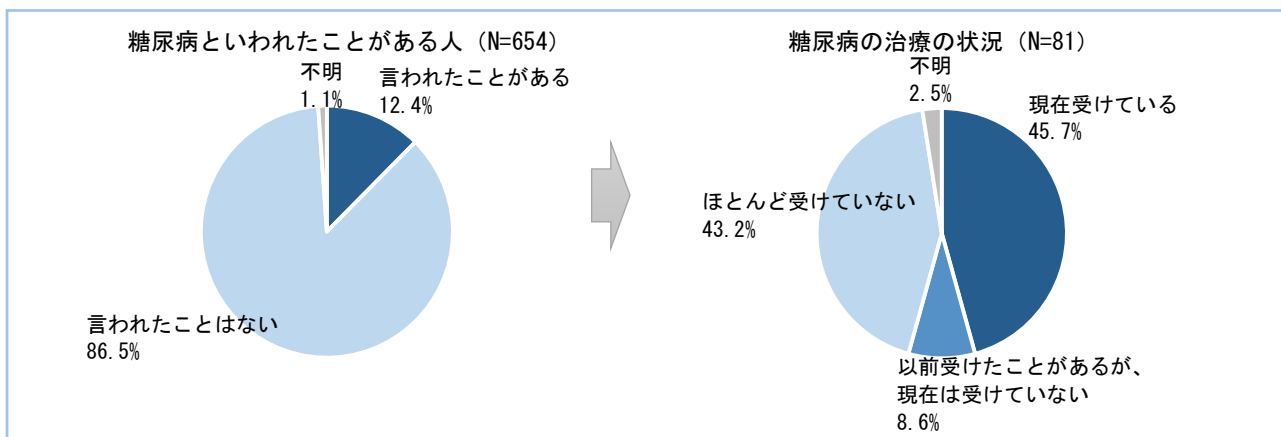 糖尿病といわれたことがある人（N=654）
不明
1.1%
言われたことがある
12.4%
言われたことはない
86.5%
糖尿病の治療の状況（N=81）
不明
2.5%
現在受けている
45.7%
ほとんど受けていない
43.2%
以前受けたことがあるが、
現在は受けていない
8.6%